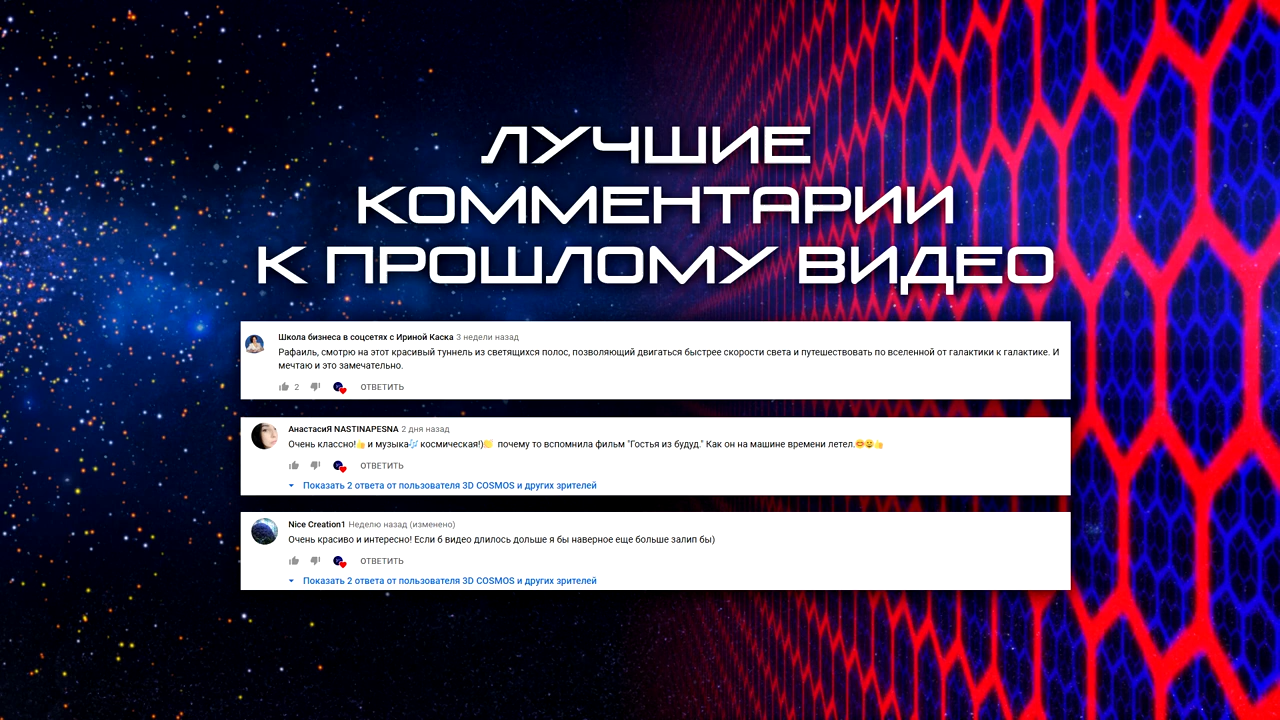 ЛУЧШИЕ
КОММЕНТАРИИ
К ПРОШЛОМУ ВИДЕО
Школа бизнеса в соцсетях с Ириной Каска 3 недели назад
Рафаиль, смотрю на этот красивый туннель из светящихся полос, позволяющий двигаться быстрее скорости света и путешествовать по вселенной от галактики к галактике. И
мечтаю и это замечательно.
2 ОТВЕТИТЬ
АнастасиЯ NASTINAPESNA 2 дня назад
Очень классно!👍 и музыка🎶 космическая!)🌟 почему то вспомнила фильм "Гостья из будуд." Как он на машине времени летел.😊😄👍
ОТВЕТИТЬ
Показать 2 ответа от пользователя 3D COSMOS и других зрителей
Nice Creation1 Неделю назад (изменено)
Очень красиво и интересно! Если б видео длилось дольше я бы наверное еще больше залип бы)
ОТВЕТИТЬ
Показать 2 ответа от пользователя 3D COSMOS и других зрителей